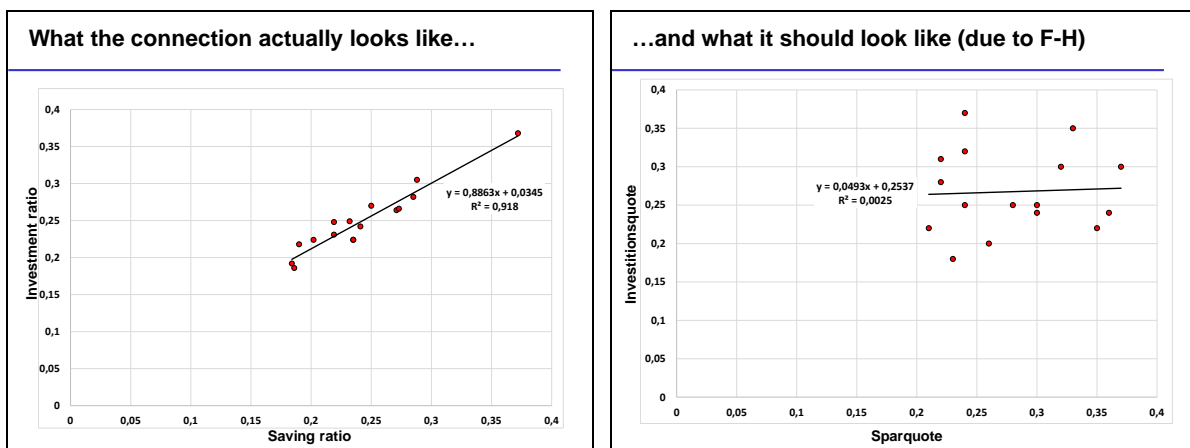 What the connection actually looks like…
0,4
0,35
0,3
0,25
0,2
0,15
0,1
0,05
0
Investment ratio
y = 0,8863x + 0,0345
R² = 0,918
0 0,05 0,1 0,15 0,2 0,25 0,3 0,35 0,4
Saving ratio
…and what it should look like (due to F-H)
0,4
0,35
0,3
0,25
0,2
0,15
0,1
0,05
0
Investitionsquote
y = 0,0493x + 0,2537
R² = 0,0025
0 0,05 0,1 0,15 0,2 0,25 0,3 0,35 0,4
Sparquote